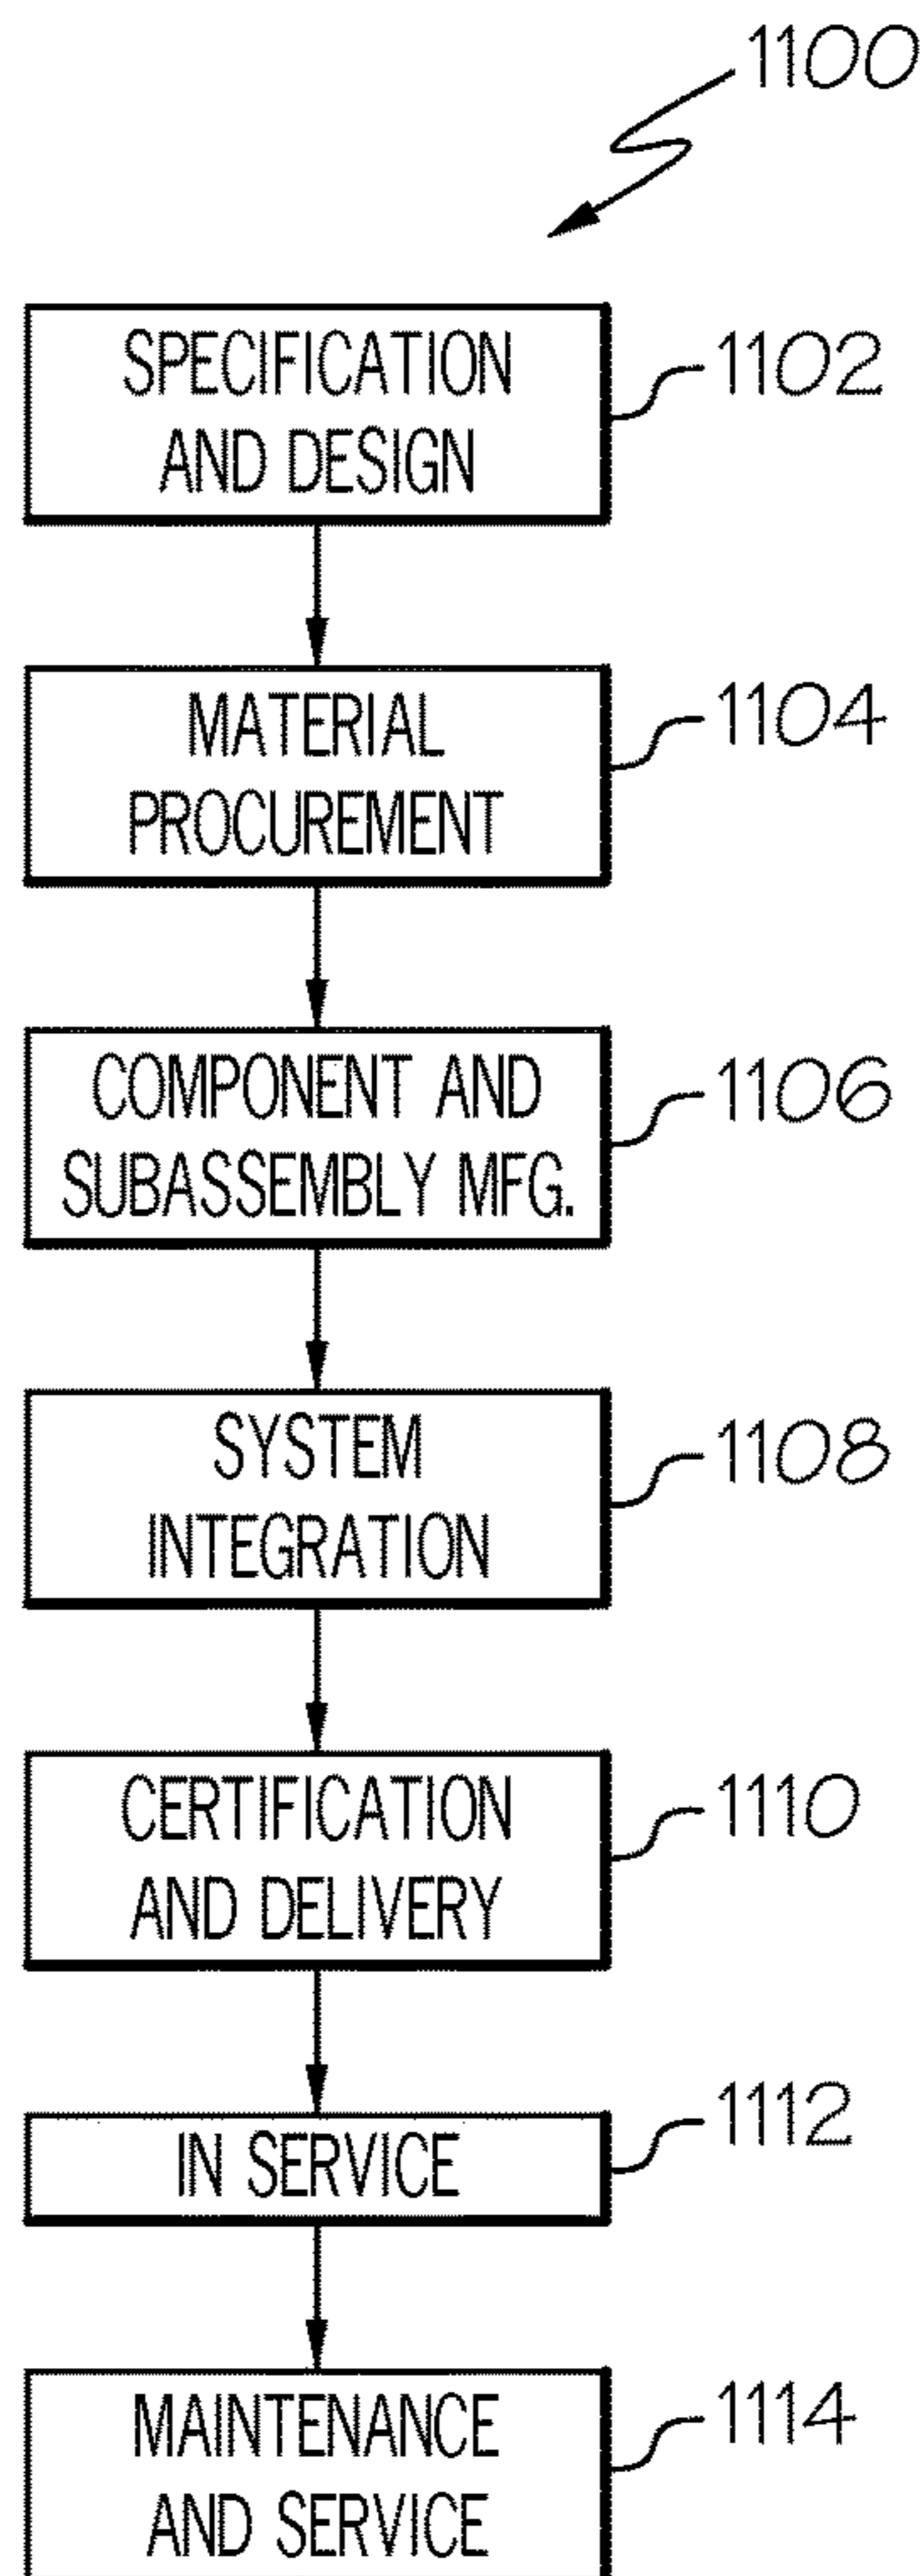 1100
SPECIFICATION
AND DESIGN
1102
MATERIAL
PROCUREMENT
1104
COMPONENT AND
SUBASSEMBLY MFG.
1106
SYSTEM
INTEGRATION
1108
CERTIFICATION
AND DELIVERY
1110
IN SERVICE
1112
MAINTENANCE
AND SERVICE
1114